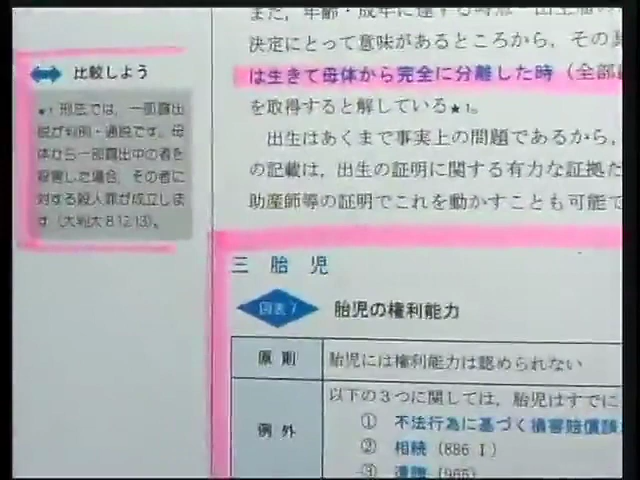 また，年齢・成年に達する時点
決定にとって意味があるところから，その
は生きて母体から完全に分離した時（全部
を取得すると解している★1。
出生はあくまで事実上の問題であるから，
の記載は，出生の証明に関する有力な証拠だ
助産師等の証明でこれを動かすことも可能で
比較しよう
★1 刑法では，一部露出
説が判例・通説です。母
体から一部露出中の者を
殺害した場合，その者に
対する殺人罪が成立しま
す（大判大8.12.13）。
三 胎 児
図表7 胎児の権利能力
原 則 胎児には権利能力は認められない
例 外 以下の3つに関しては，胎児はすでに
① 不法行為に基づく損害賠償請
② 相続（886 Ⅰ）
③ 遺贈（965）